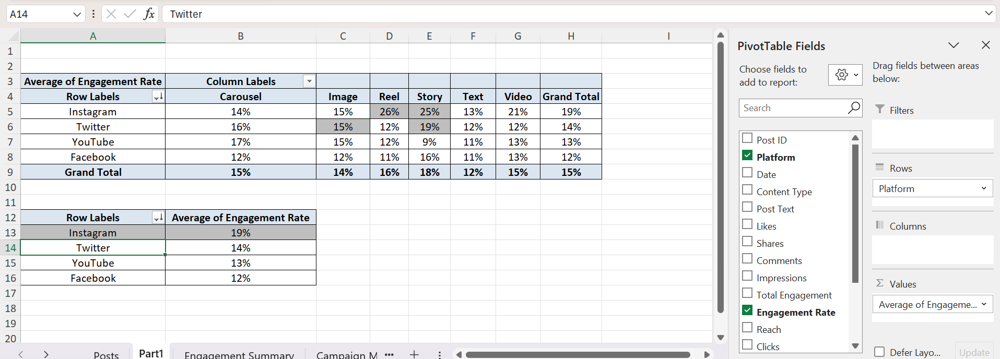 A14
fx
Twitter
A B C D E F G H I
1
2
3 Average of Engagement Rate Column Labels
4 Row Labels Carousel Image Reel Story Text Video Grand Total
5 Instagram 14% 15% 26% 25% 13% 21% 19%
6 Twitter 16% 15% 12% 19% 12% 12% 14%
7 YouTube 17% 15% 12% 9% 11% 13% 13%
8 Facebook 12% 12% 11% 16% 11% 13% 12%
9 Grand Total 15% 14% 16% 18% 12% 15% 15%
10
11
12 Row Labels Average of Engagement Rate
13 Instagram 19%
14 Twitter 14%
15 YouTube 13%
16 Facebook 12%
17
18
19
20
Posts Part1 Engagement Summary Campaign M ...
PivotTable Fields
Choose fields to
add to report:
Search
Post ID
Platform
Date
Content Type
Post Text
Likes
Shares
Comments
Impressions
Total Engagement
Engagement Rate
Reach
Clicks
Drag fields between areas
below:
Filters
Rows
Platform
Columns
Σ Values
Average of Engageme...
Defer Layo...
Update